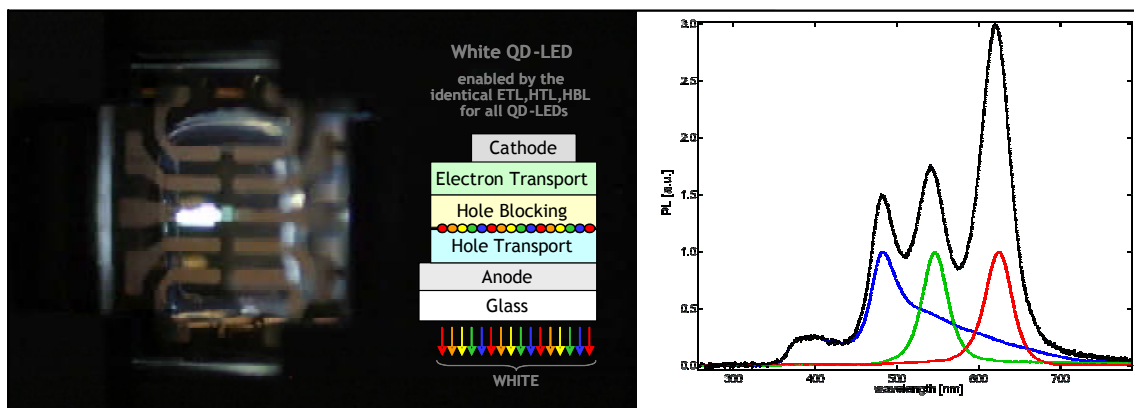 White QD-LED
enabled by the
identical ETL,HTL,HBL
for all QD-LEDs
Cathode
Electron Transport
Hole Blocking
Hole Transport
Anode
Glass
WHITE
3.0
2.5
2.0
1.5
1.0
0.5
0.0
PL [a.u.]
300 400 500 600 700
wavelength [nm]